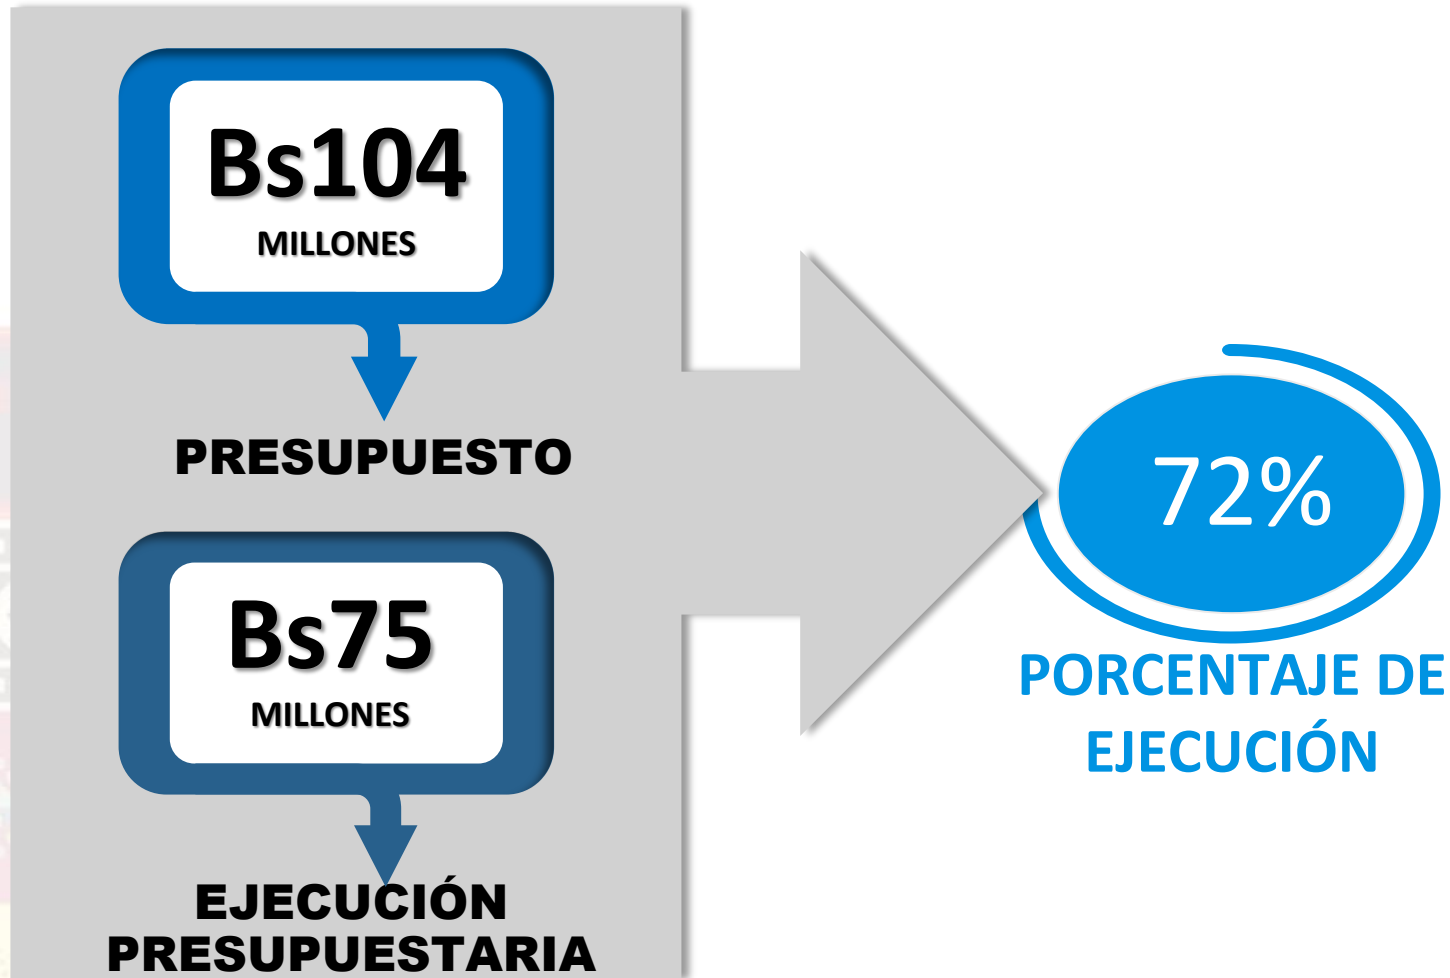 Bs104
MILLONES
PRESUPUESTO
Bs75
MILLONES
EJECUCIÓN
PRESUPUESTARIA
72%
PORCENTAJE DE
EJECUCIÓN